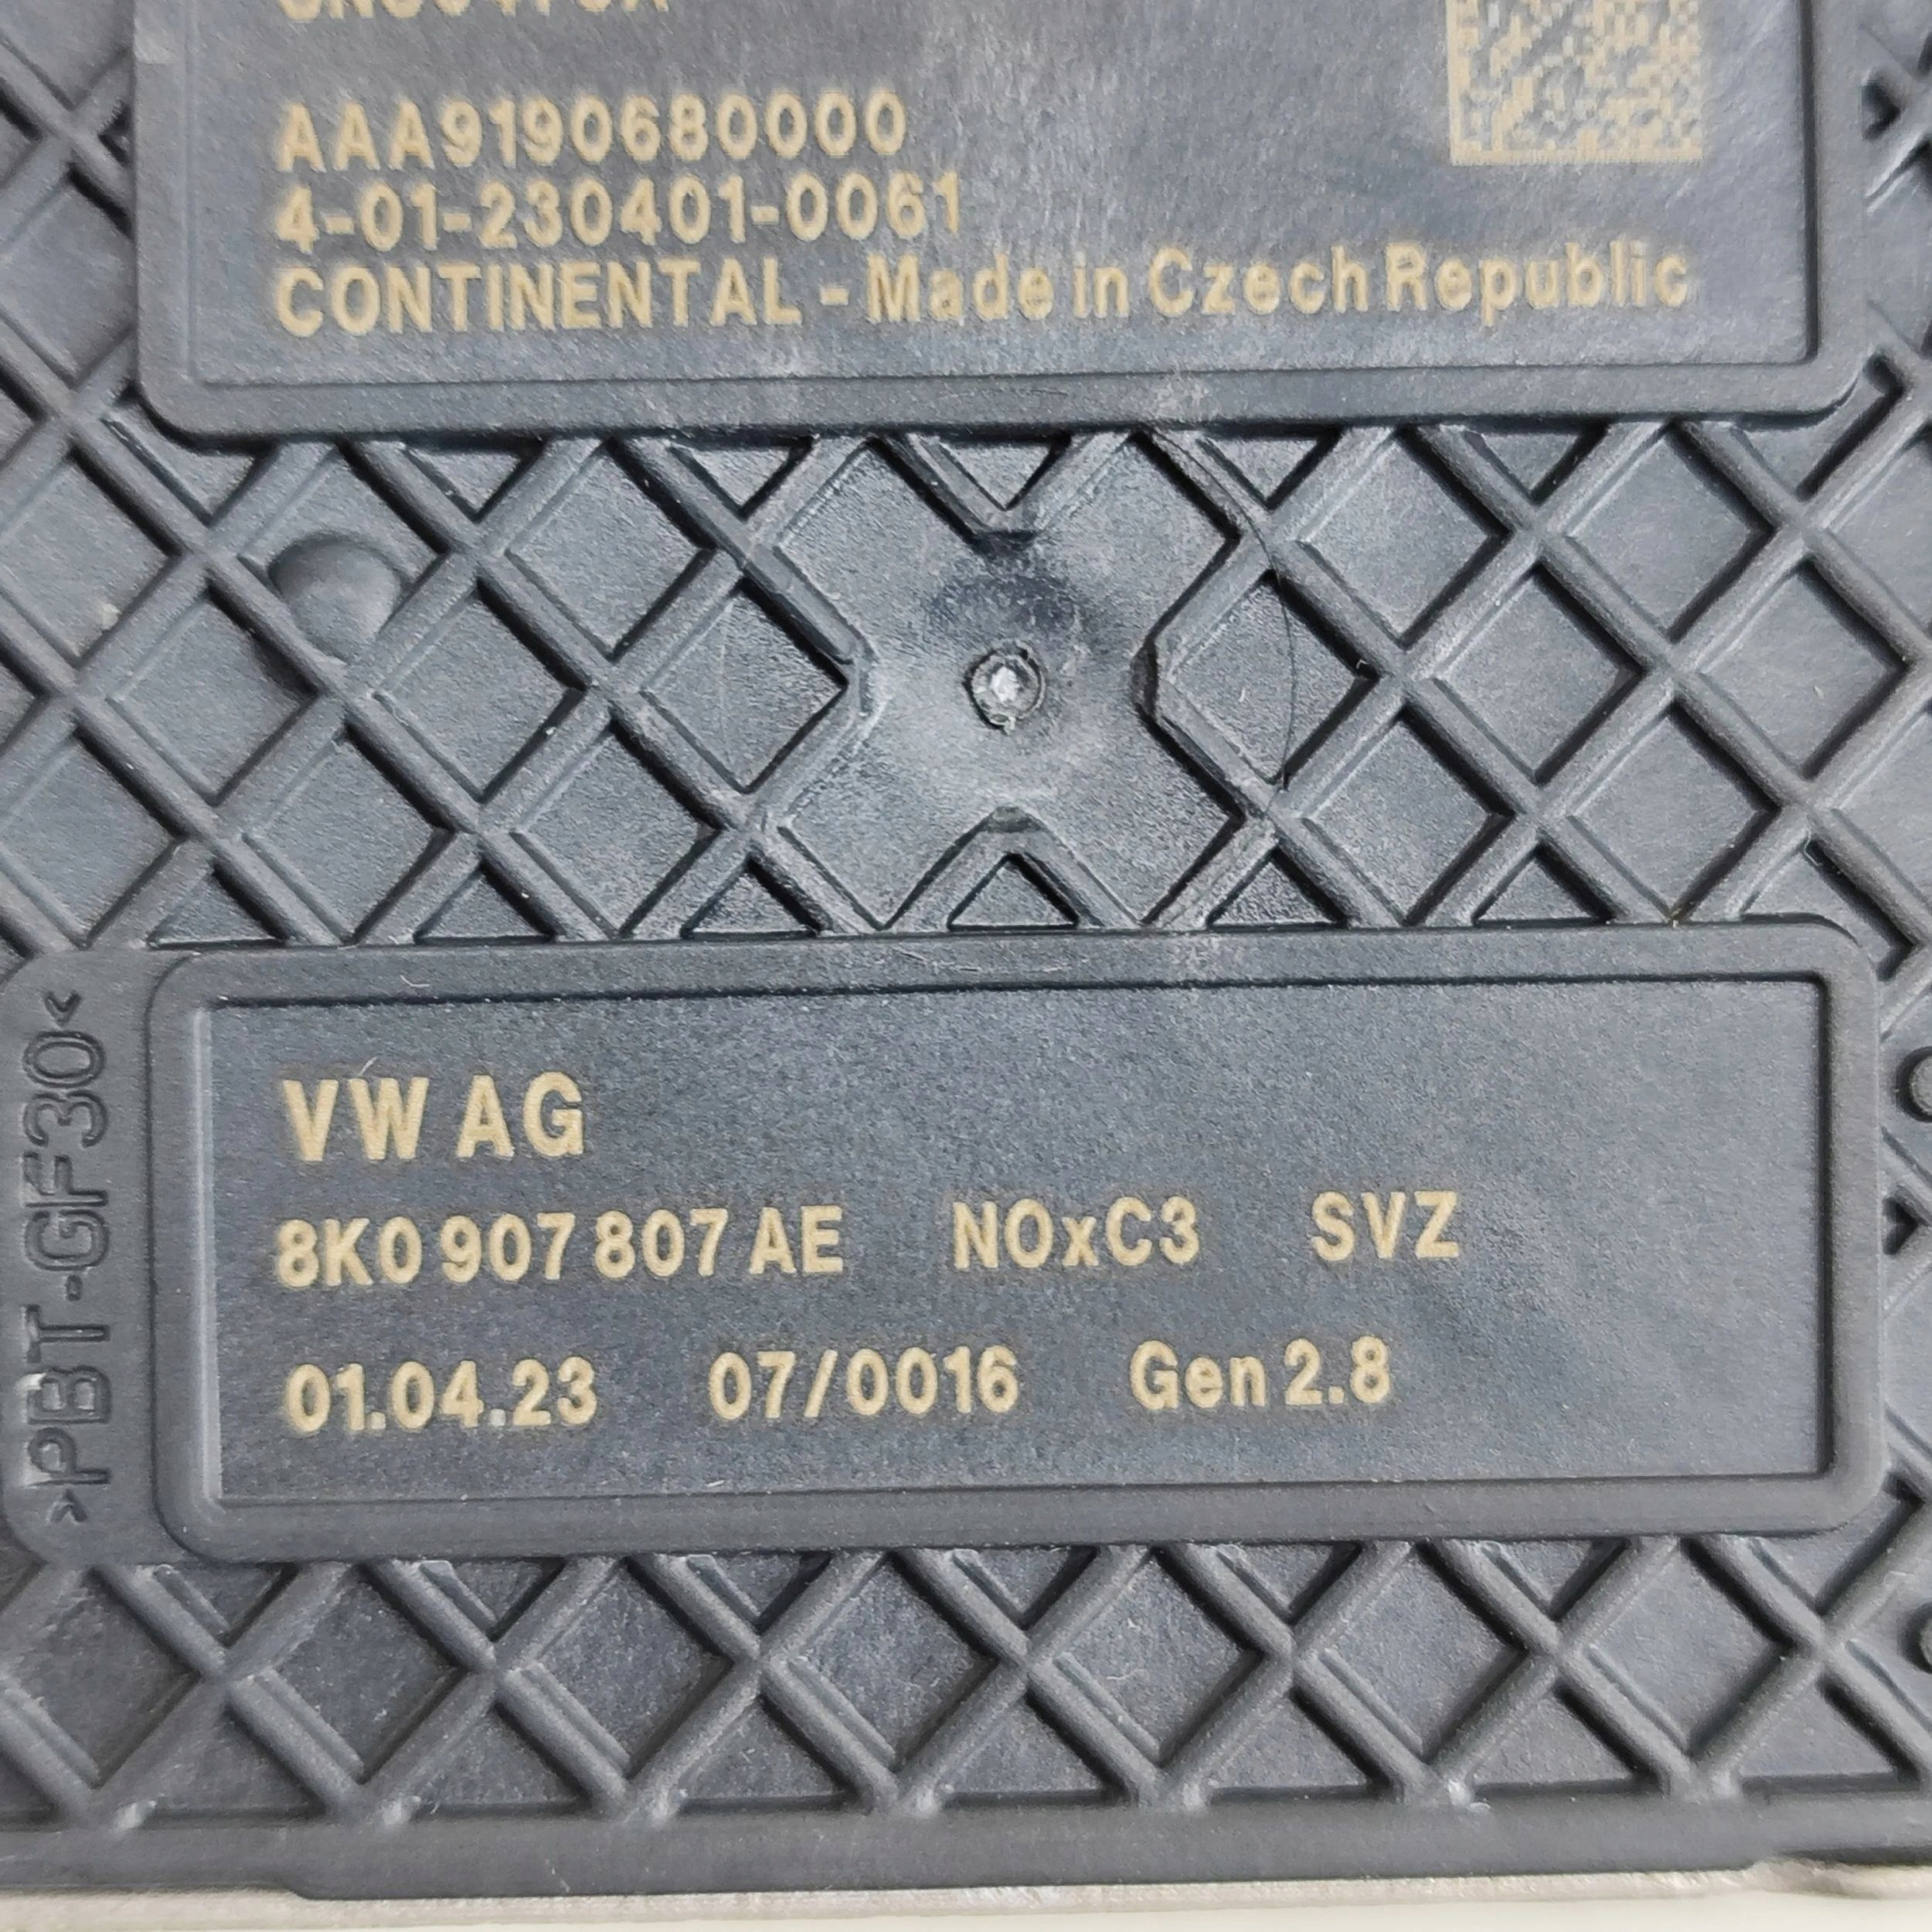 AAA9190680000
4-01-230401-0061
CONTINENTAL - Made in Czech Republic
>PBT-GF30<
VW AG
8K0 907 807 AE NOxC3 SVZ
01.04.23 07/0016 Gen 2.8